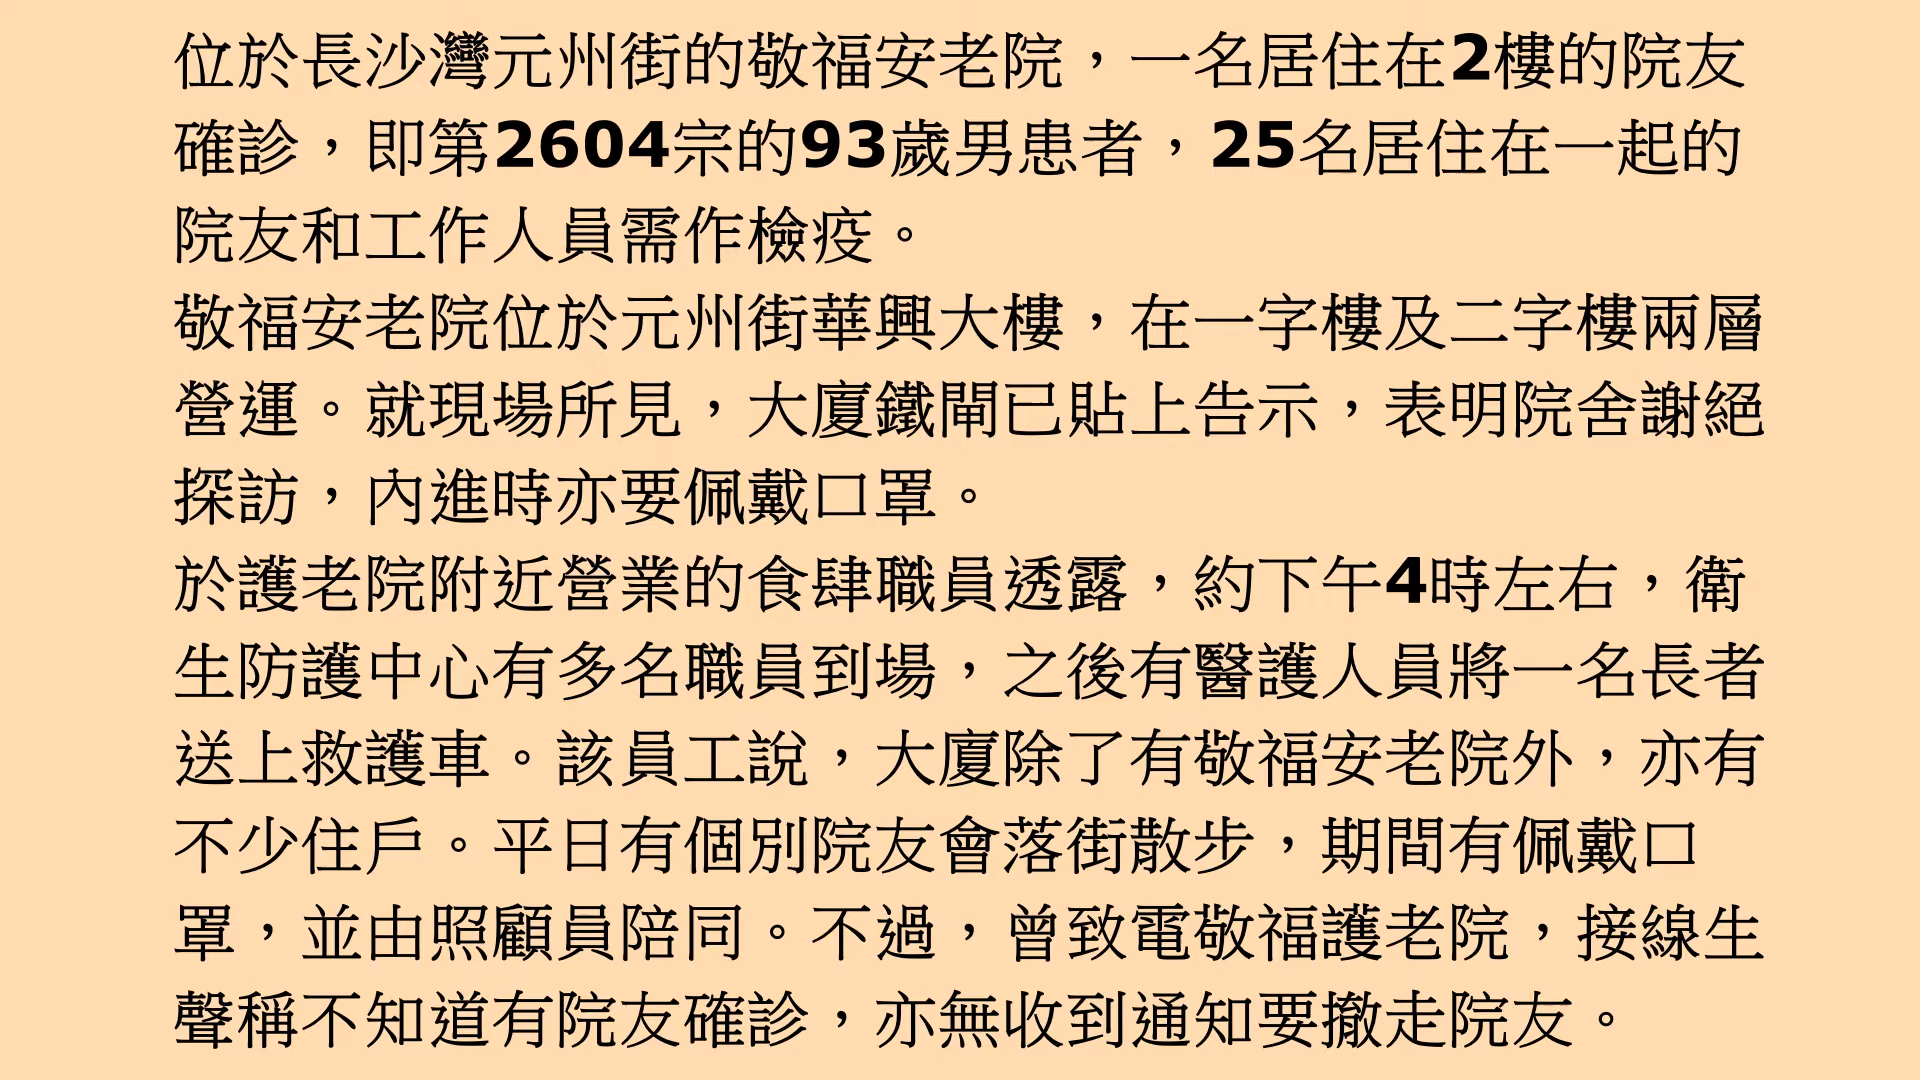 位於長沙灣元州街的敬福安老院，一名居住在2樓的院友
確診，即第2604宗的93歲男患者，25名居住在一起的
院友和工作人員需作檢疫。
敬福安老院位於元州街華興大樓，在一字樓及二字樓兩層
營運。就現場所見，大廈鐵閘已貼上告示，表明院舍謝絕
探訪，內進時亦要佩戴口罩。
於護老院附近營業的食肆職員透露，約下午4時左右，衛
生防護中心有多名職員到場，之後有醫護人員將一名長者
送上救護車。該員工說，大廈除了有敬福安老院外，亦有
不少住戶。平日有個別院友會落街散步，期間有佩戴口
罩，並由照顧員陪同。不過，曾致電敬福護老院，接線生
聲稱不知道有院友確診，亦無收到通知要撤走院友。